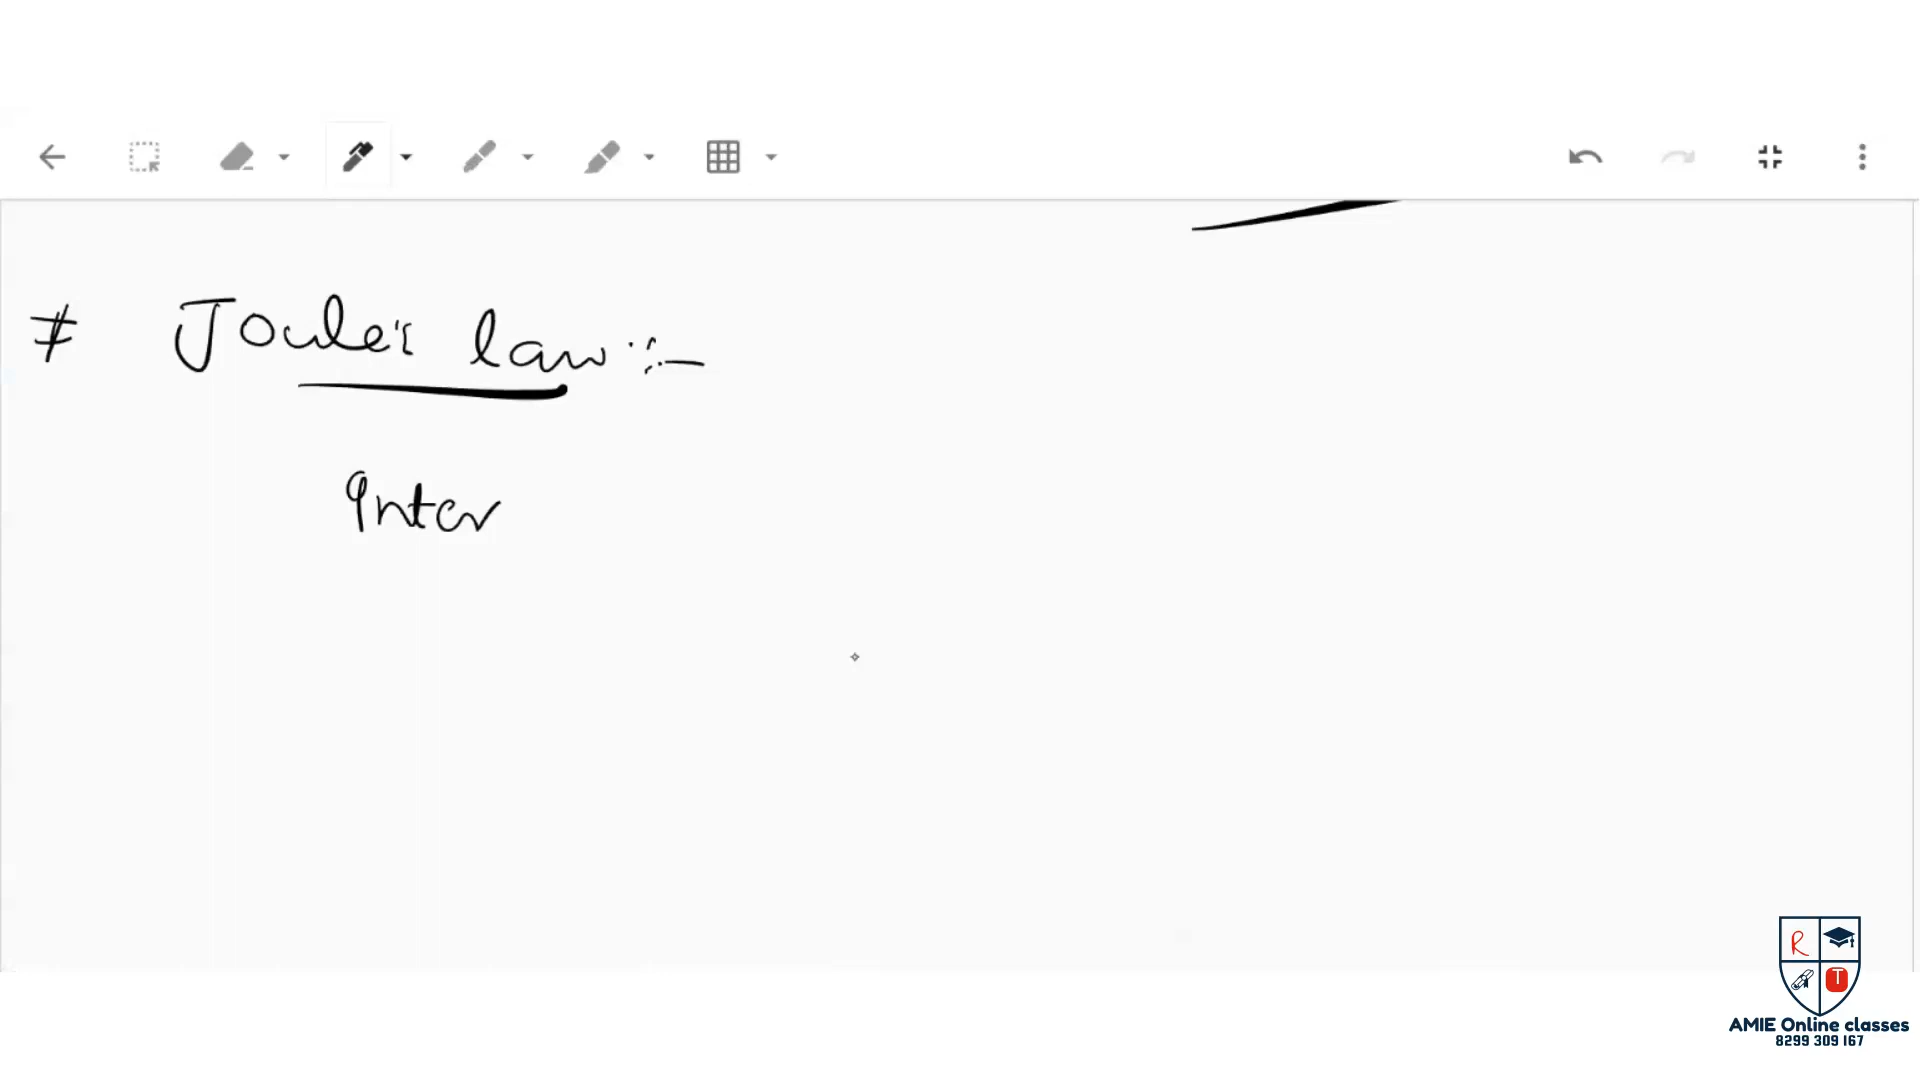 # Joule's law :-
Inter
R
T
AMIE Online classes
8299 309 167